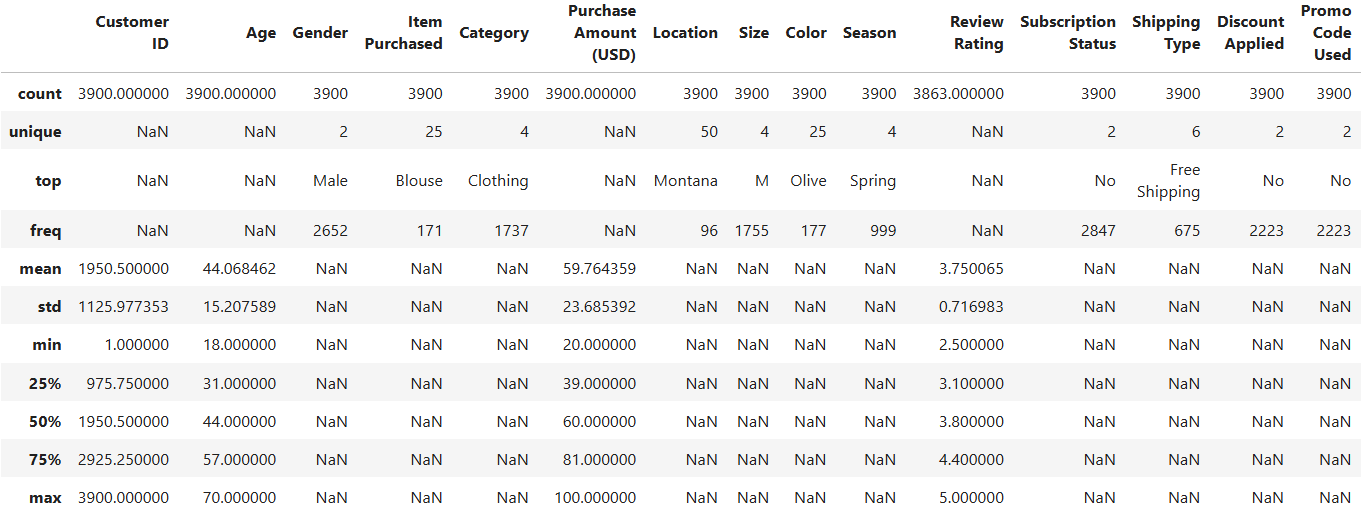 Customer ID Age Gender Item Purchased Category Purchase Amount (USD) Location Size Color Season Review Rating Subscription Status Shipping Type Discount Applied Promo Code Used
count 3900.000000 3900.000000 3900 3900 3900 3900.000000 3900 3900 3900 3900 3863.000000 3900 3900 3900 3900
unique NaN NaN 2 25 4 NaN 50 4 25 4 NaN 2 6 2 2
top NaN NaN Male Blouse Clothing NaN Montana M Olive Spring NaN No Free Shipping No No
freq NaN NaN 2652 171 1737 NaN 96 1755 177 999 NaN 2847 675 2223 2223
mean 1950.500000 44.068462 NaN NaN NaN 59.764359 NaN NaN NaN NaN 3.750065 NaN NaN NaN NaN
std 1125.977353 15.207589 NaN NaN NaN 23.685392 NaN NaN NaN NaN 0.716983 NaN NaN NaN NaN
min 1.000000 18.000000 NaN NaN NaN 20.000000 NaN NaN NaN NaN 2.500000 NaN NaN NaN NaN
25% 975.750000 31.000000 NaN NaN NaN 39.000000 NaN NaN NaN NaN 3.100000 NaN NaN NaN NaN
50% 1950.500000 44.000000 NaN NaN NaN 60.000000 NaN NaN NaN NaN 3.800000 NaN NaN NaN NaN
75% 2925.250000 57.000000 NaN NaN NaN 81.000000 NaN NaN NaN NaN 4.400000 NaN NaN NaN NaN
max 3900.000000 70.000000 NaN NaN NaN 100.000000 NaN NaN NaN NaN 5.000000 NaN NaN NaN NaN